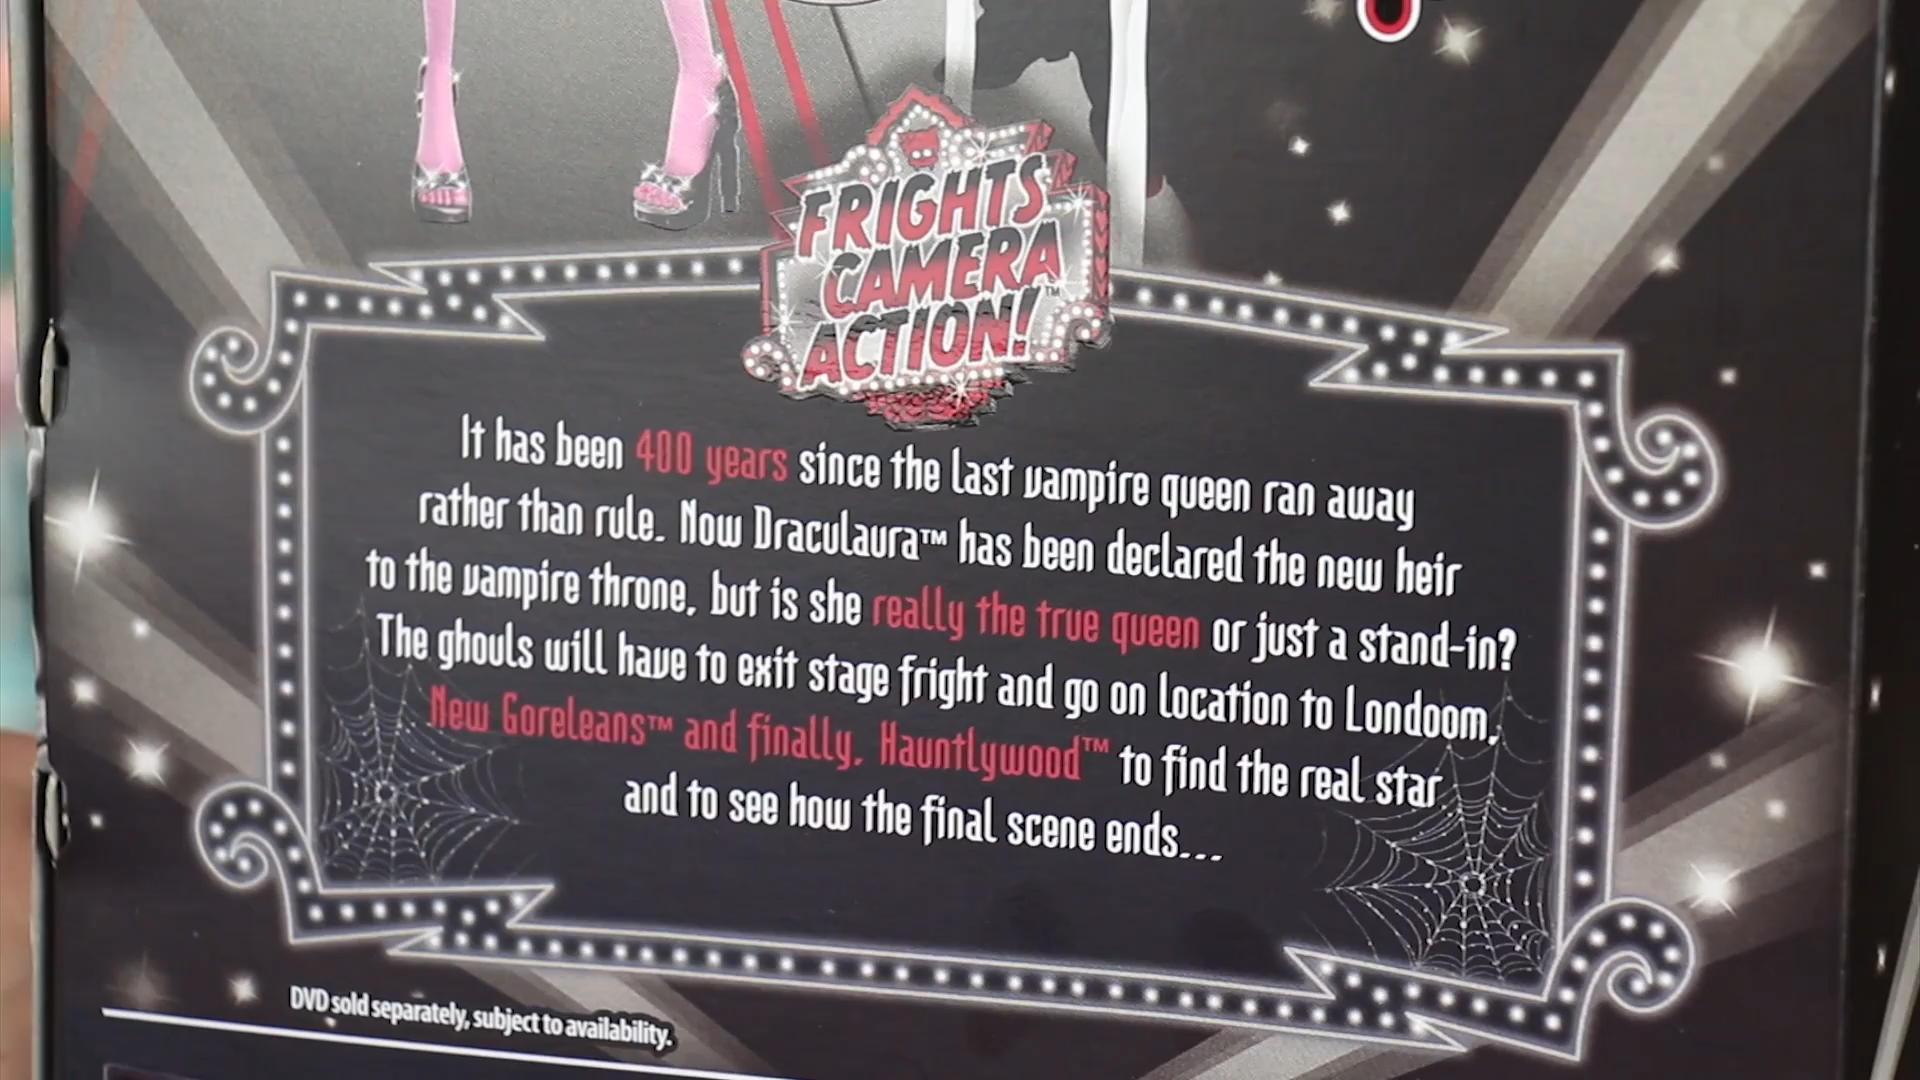 FRIGHTS,
CAMERA
ACTION!™
It has been 400 years since the last vampire queen ran away
rather than rule. Now Draculaura™ has been declared the new heir
to the vampire throne, but is she really the true queen or just a stand-in?
The ghouls will have to exit stage fright and go on location to Londoom,
New Goreleans™ and finally, Hauntlywood™ to find the real star
and to see how the final scene ends...
DVD sold separately, subject to availability.